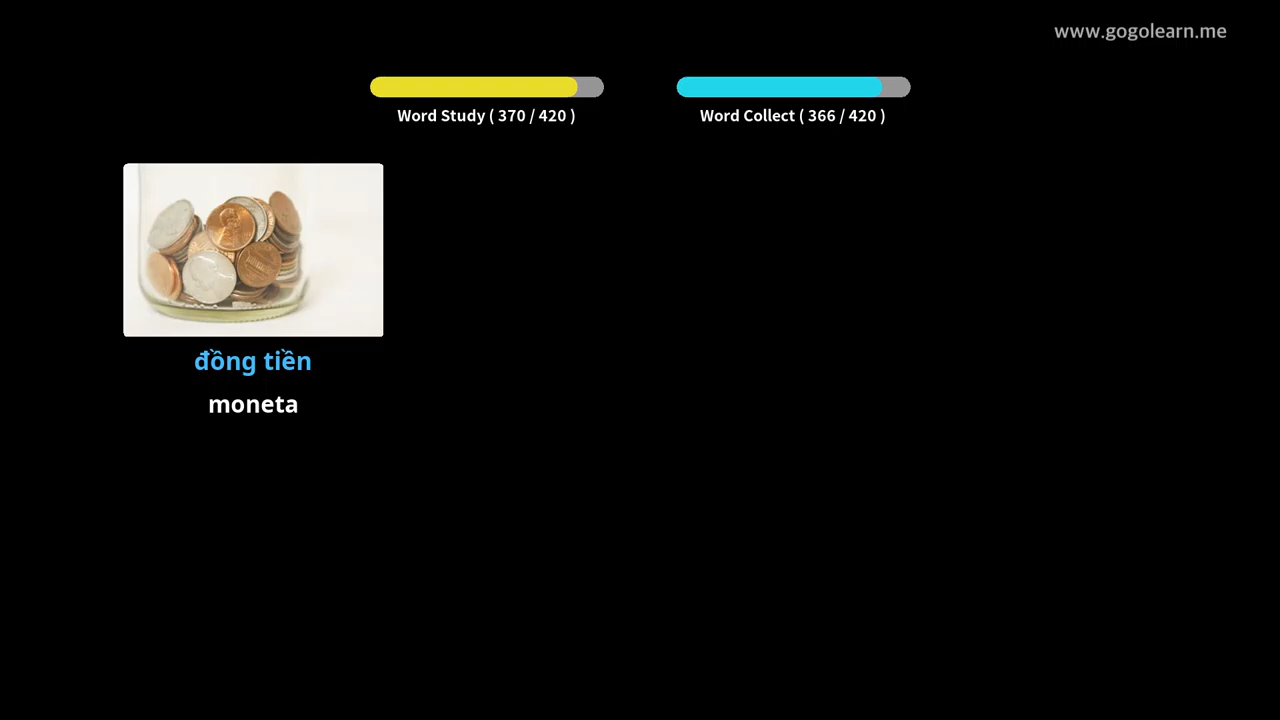 www.gogolearn.me
Word Study ( 370 / 420 )
Word Collect ( 366 / 420 )
đồng tiền
moneta